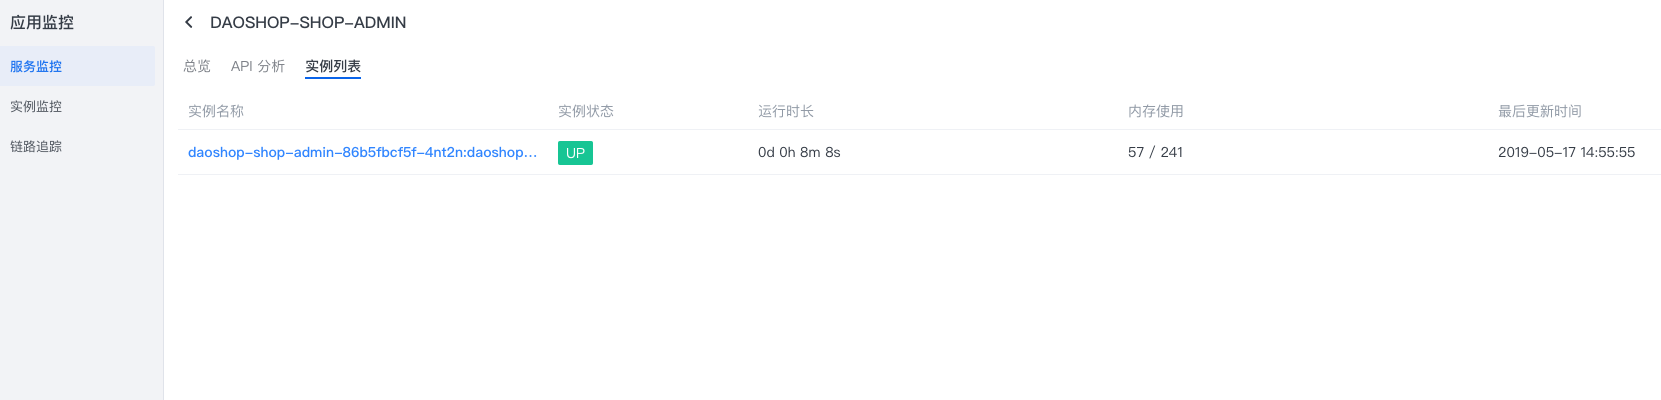 应用监控
服务监控
实例监控
链路追踪
DAOSHOP-SHOP-ADMIN
总览 API 分析 实例列表
实例名称 实例状态 运行时长 内存使用 最后更新时间
daoshop-shop-admin-86b5fbcf5f-4nt2n:daoshop... UP 0d 0h 8m 8s 57 / 241 2019-05-17 14:55:55